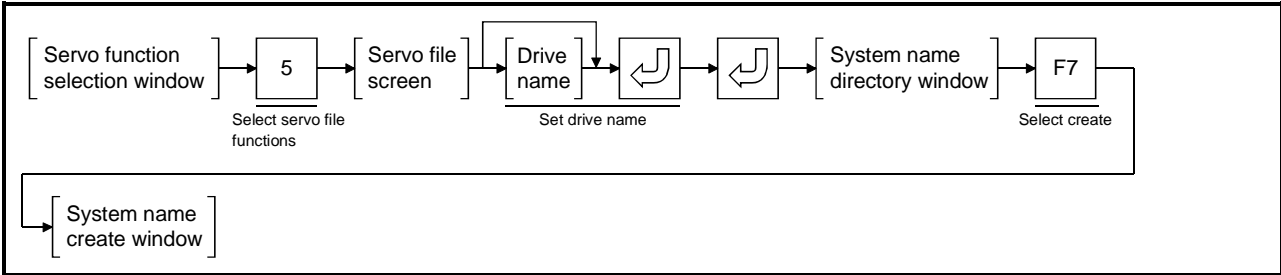 Servo function
selection window
5
Select servo file
functions
Servo file
screen
Drive
name
Set drive name
System name
directory window
F7
Select create
System name
create window